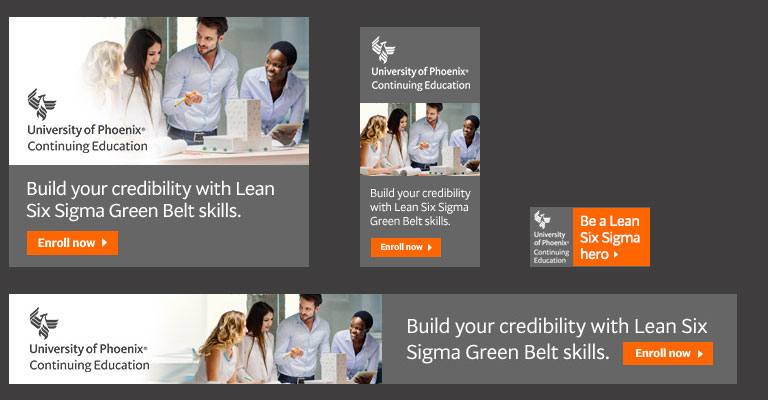 University of Phoenix®
Continuing Education
Build your credibility with Lean
Six Sigma Green Belt skills.
Enroll now
University of Phoenix®
Continuing Education
Build your credibility
with Lean Six Sigma
Green Belt skills.
Enroll now
University
of Phoenix®
Continuing
Education
Be a Lean
Six Sigma
hero
University of Phoenix®
Continuing Education
Build your credibility with Lean Six
Sigma Green Belt skills.
Enroll now